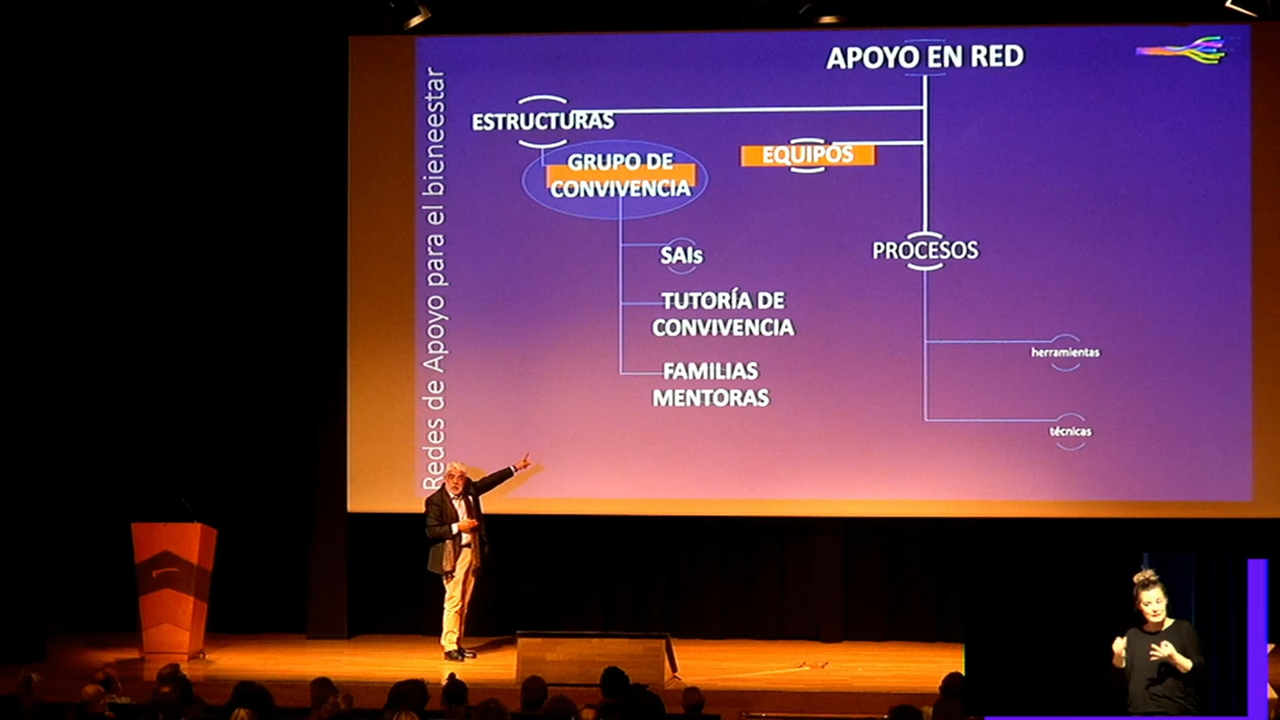 APOYO EN RED
ESTRUCTURAS
EQUIPOS
GRUPO DE
CONVIVENCIA
PROCESOS
SAIs
TUTORÍA DE
CONVIVENCIA
FAMILIAS
MENTORAS
herramientas
técnicas
Redes de Apoyo para el bieneestar